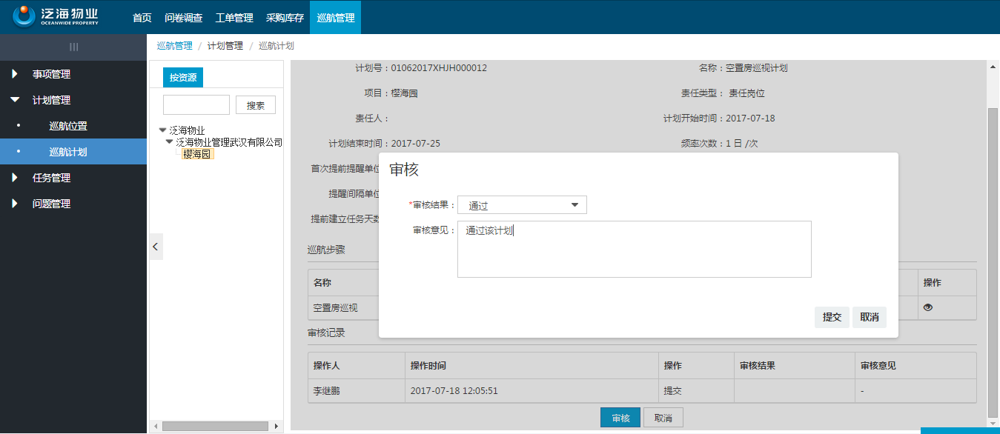 泛海物业
OCEANWIDE PROPERTY
首页 问卷调查 工单管理 采购库存 巡航管理
巡航管理 / 计划管理 / 巡航计划
事项管理
计划管理
巡航位置
巡航计划
任务管理
问题管理
按资源
搜索
泛海物业
泛海物业管理武汉有限公司
樱海园
计划号：01062017XHJH000012 名称：空置房巡视计划
项目：樱海园 责任类型： 责任岗位
责任人： 计划开始时间：2017-07-18
计划结束时间：2017-07-25 频率次数：1 日 /次
首次提前提醒单位
提醒间隔单位
提前建立任务天数
审核
*审核结果： 通过
审核意见： 通过该计划
提交 取消
巡航步骤
名称 操作
空置房巡视
审核记录
操作人 操作时间 操作 审核结果 审核意见
李继鹏 2017-07-18 12:05:51 提交 -
审核 取消